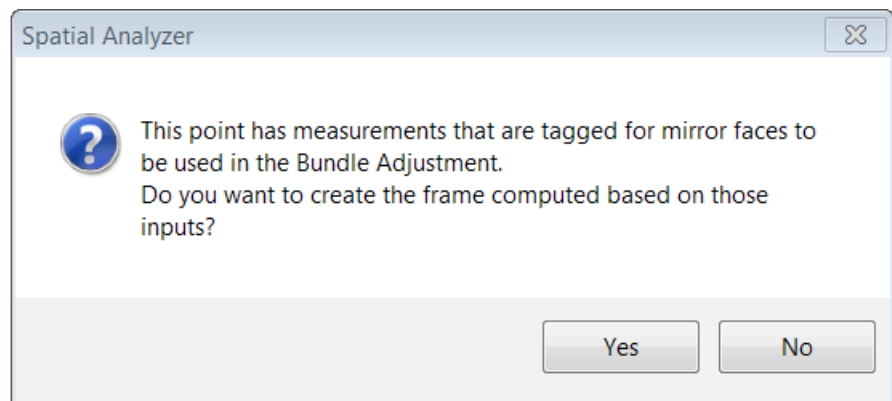 Spatial Analyzer
This point has measurements that are tagged for mirror faces to
be used in the Bundle Adjustment.
Do you want to create the frame computed based on those
inputs?
Yes No